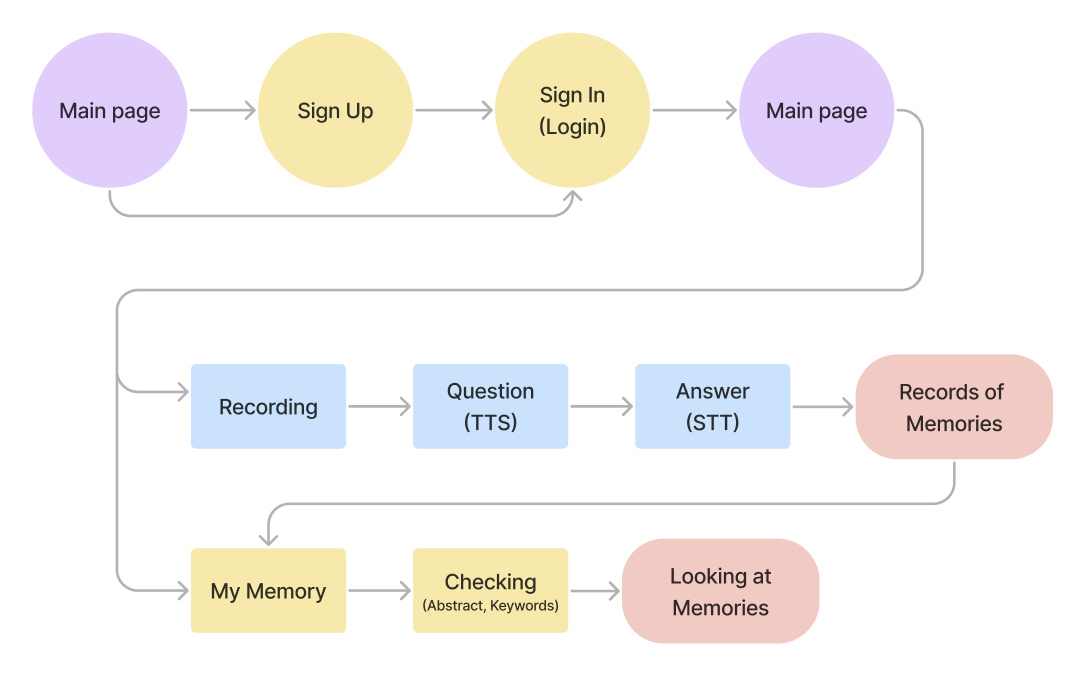 Main page
Sign Up
Sign In
(Login)
Main page
Recording
Question
(TTS)
Answer
(STT)
Records of
Memories
My Memory
Checking
(Abstract, Keywords)
Looking at
Memories